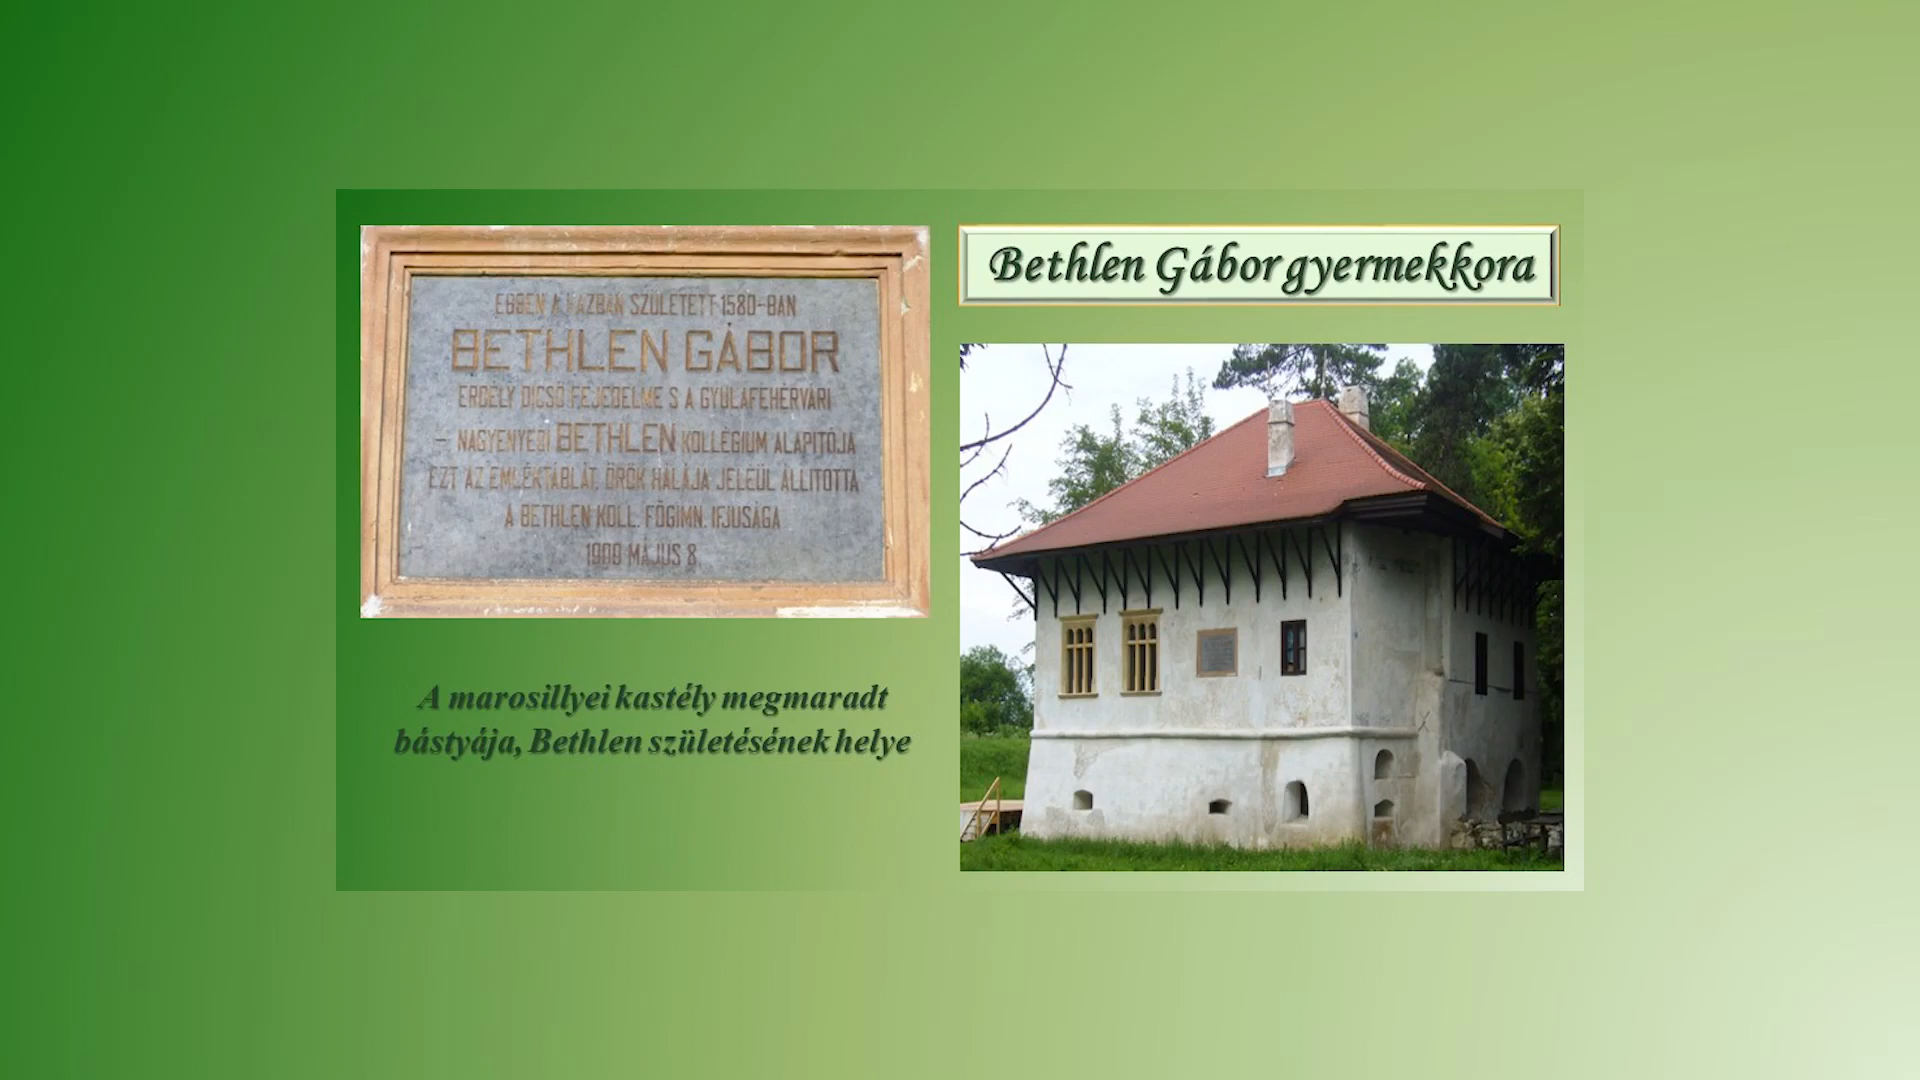 EBBEN A HÁZBAN SZÜLETETT 1580-BAN
BETHLEN GÁBOR
ERDÉLY DICSŐ FEJEDELME S A GYULAFEHÉRVÁRI
– NAGYENYEDI BETHLEN KOLLÉGIUM ALAPITÓJA
EZT AZ EMLÉKTÁBLÁT, ÖRÖK HÁLÁJA JELEÜL ÁLLITOTTA
A BETHLEN KOLL. FŐGIMN. IFJUSÁGA
1909 MÁJUS 8.
Bethlen Gábor gyermekkora
A marosillyei kastély megmaradt
bástyája, Bethlen születésének helye